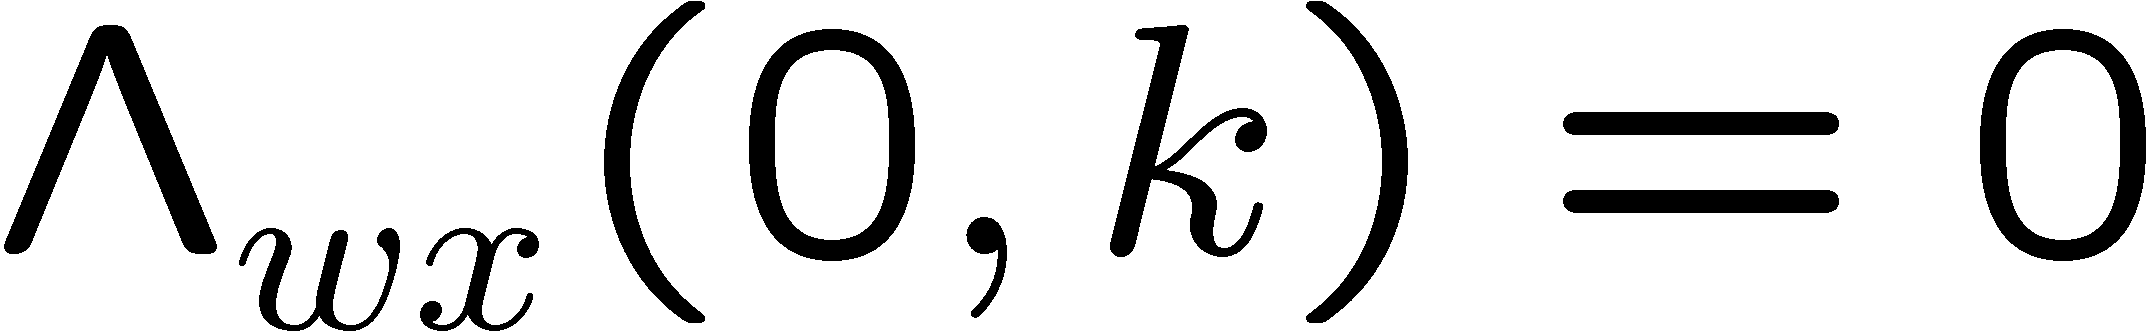 Λ_{wx}(0, k) = 0